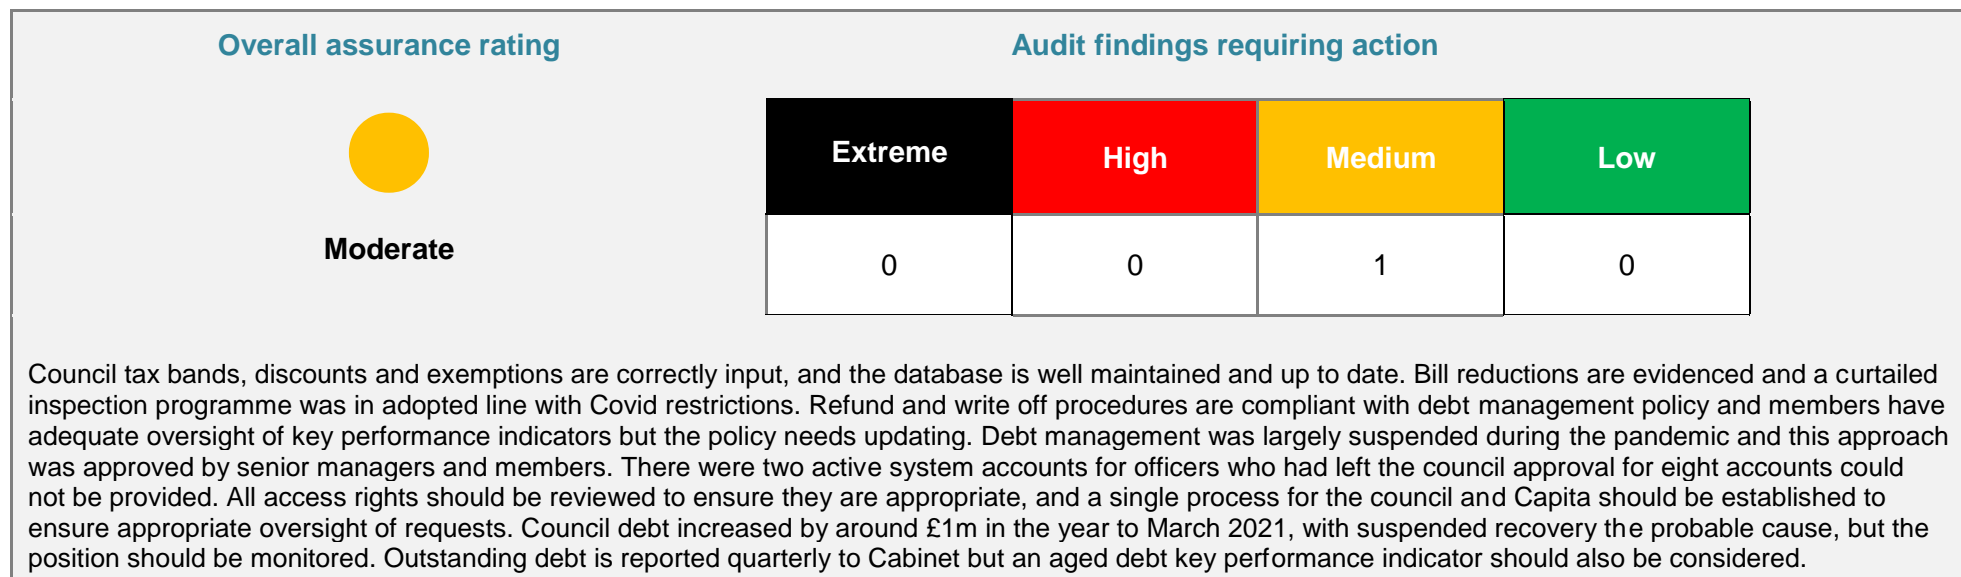 Overall assurance rating
Audit findings requiring action
Extreme
High
Medium
Low
Moderate
0
0
1
0
Council tax bands, discounts and exemptions are correctly input, and the database is well maintained and up to date. Bill reductions are evidenced and a curtailed
inspection programme was in adopted line with Covid restrictions. Refund and write off procedures are compliant with debt management policy and members have
adequate oversight of key performance indicators but the policy needs updating. Debt management was largely suspended during the pandemic and this approach
was approved by senior managers and members. There were two active system accounts for officers who had left the council approval for eight accounts could
not be provided. All access rights should be reviewed to ensure they are appropriate, and a single process for the council and Capita should be established to
ensure appropriate oversight of requests. Council debt increased by around £1m in the year to March 2021, with suspended recovery the probable cause, but the
position should be monitored. Outstanding debt is reported quarterly to Cabinet but an aged debt key performance indicator should also be considered.